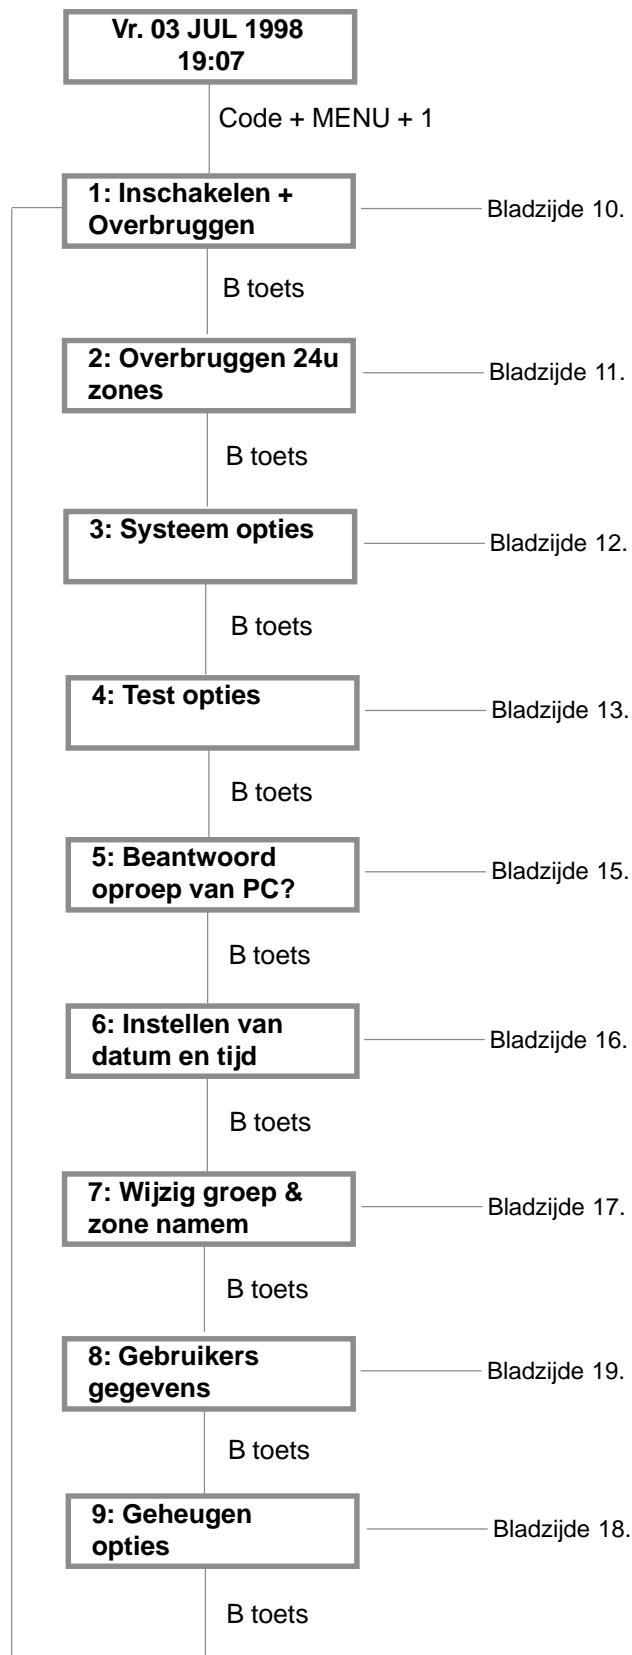 Vr. 03 JUL 1998
19:07
Code + MENU + 1
1: Inschakelen +
Overbruggen
Bladzijde 10.
B toets
2: Overbruggen 24u
zones
Bladzijde 11.
B toets
3: Systeem opties
Bladzijde 12.
B toets
4: Test opties
Bladzijde 13.
B toets
5: Beantwoord
oproep van PC?
Bladzijde 15.
B toets
6: Instellen van
datum en tijd
Bladzijde 16.
B toets
7: Wijzig groep &
zone namem
Bladzijde 17.
B toets
8: Gebruikers
gegevens
Bladzijde 19.
B toets
9: Geheugen
opties
Bladzijde 18.
B toets